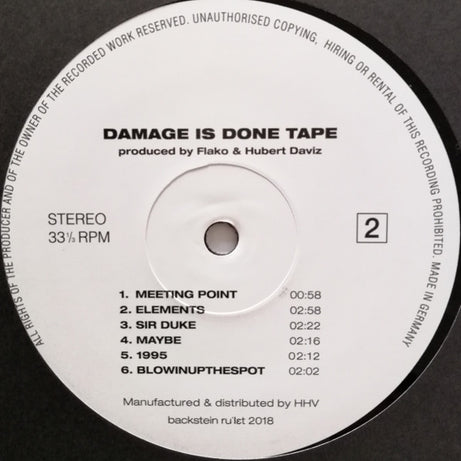 ALL RIGHTS OF THE PRODUCER AND OF THE OWNER OF THE RECORDED WORK RESERVED. UNAUTHORISED COPYING, HIRING OR RENTAL OF THIS RECORDING PROHIBITED. MADE IN GERMANY
DAMAGE IS DONE TAPE
produced by Flako & Hubert Daviz
STEREO
33⅓ RPM
2
1. MEETING POINT 00:58
2. ELEMENTS 02:58
3. SIR DUKE 02:22
4. MAYBE 02:16
5. 1995 02:12
6. BLOWINUPTHESPOT 02:02
Manufactured & distributed by HHV
backstein 2018